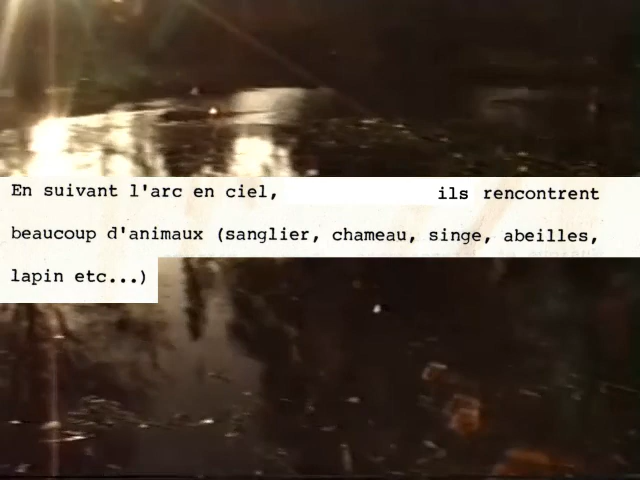 En suivant l'arc en ciel, ils rencontrent
beaucoup d'animaux (sanglier, chameau, singe, abeilles,
lapin etc...)